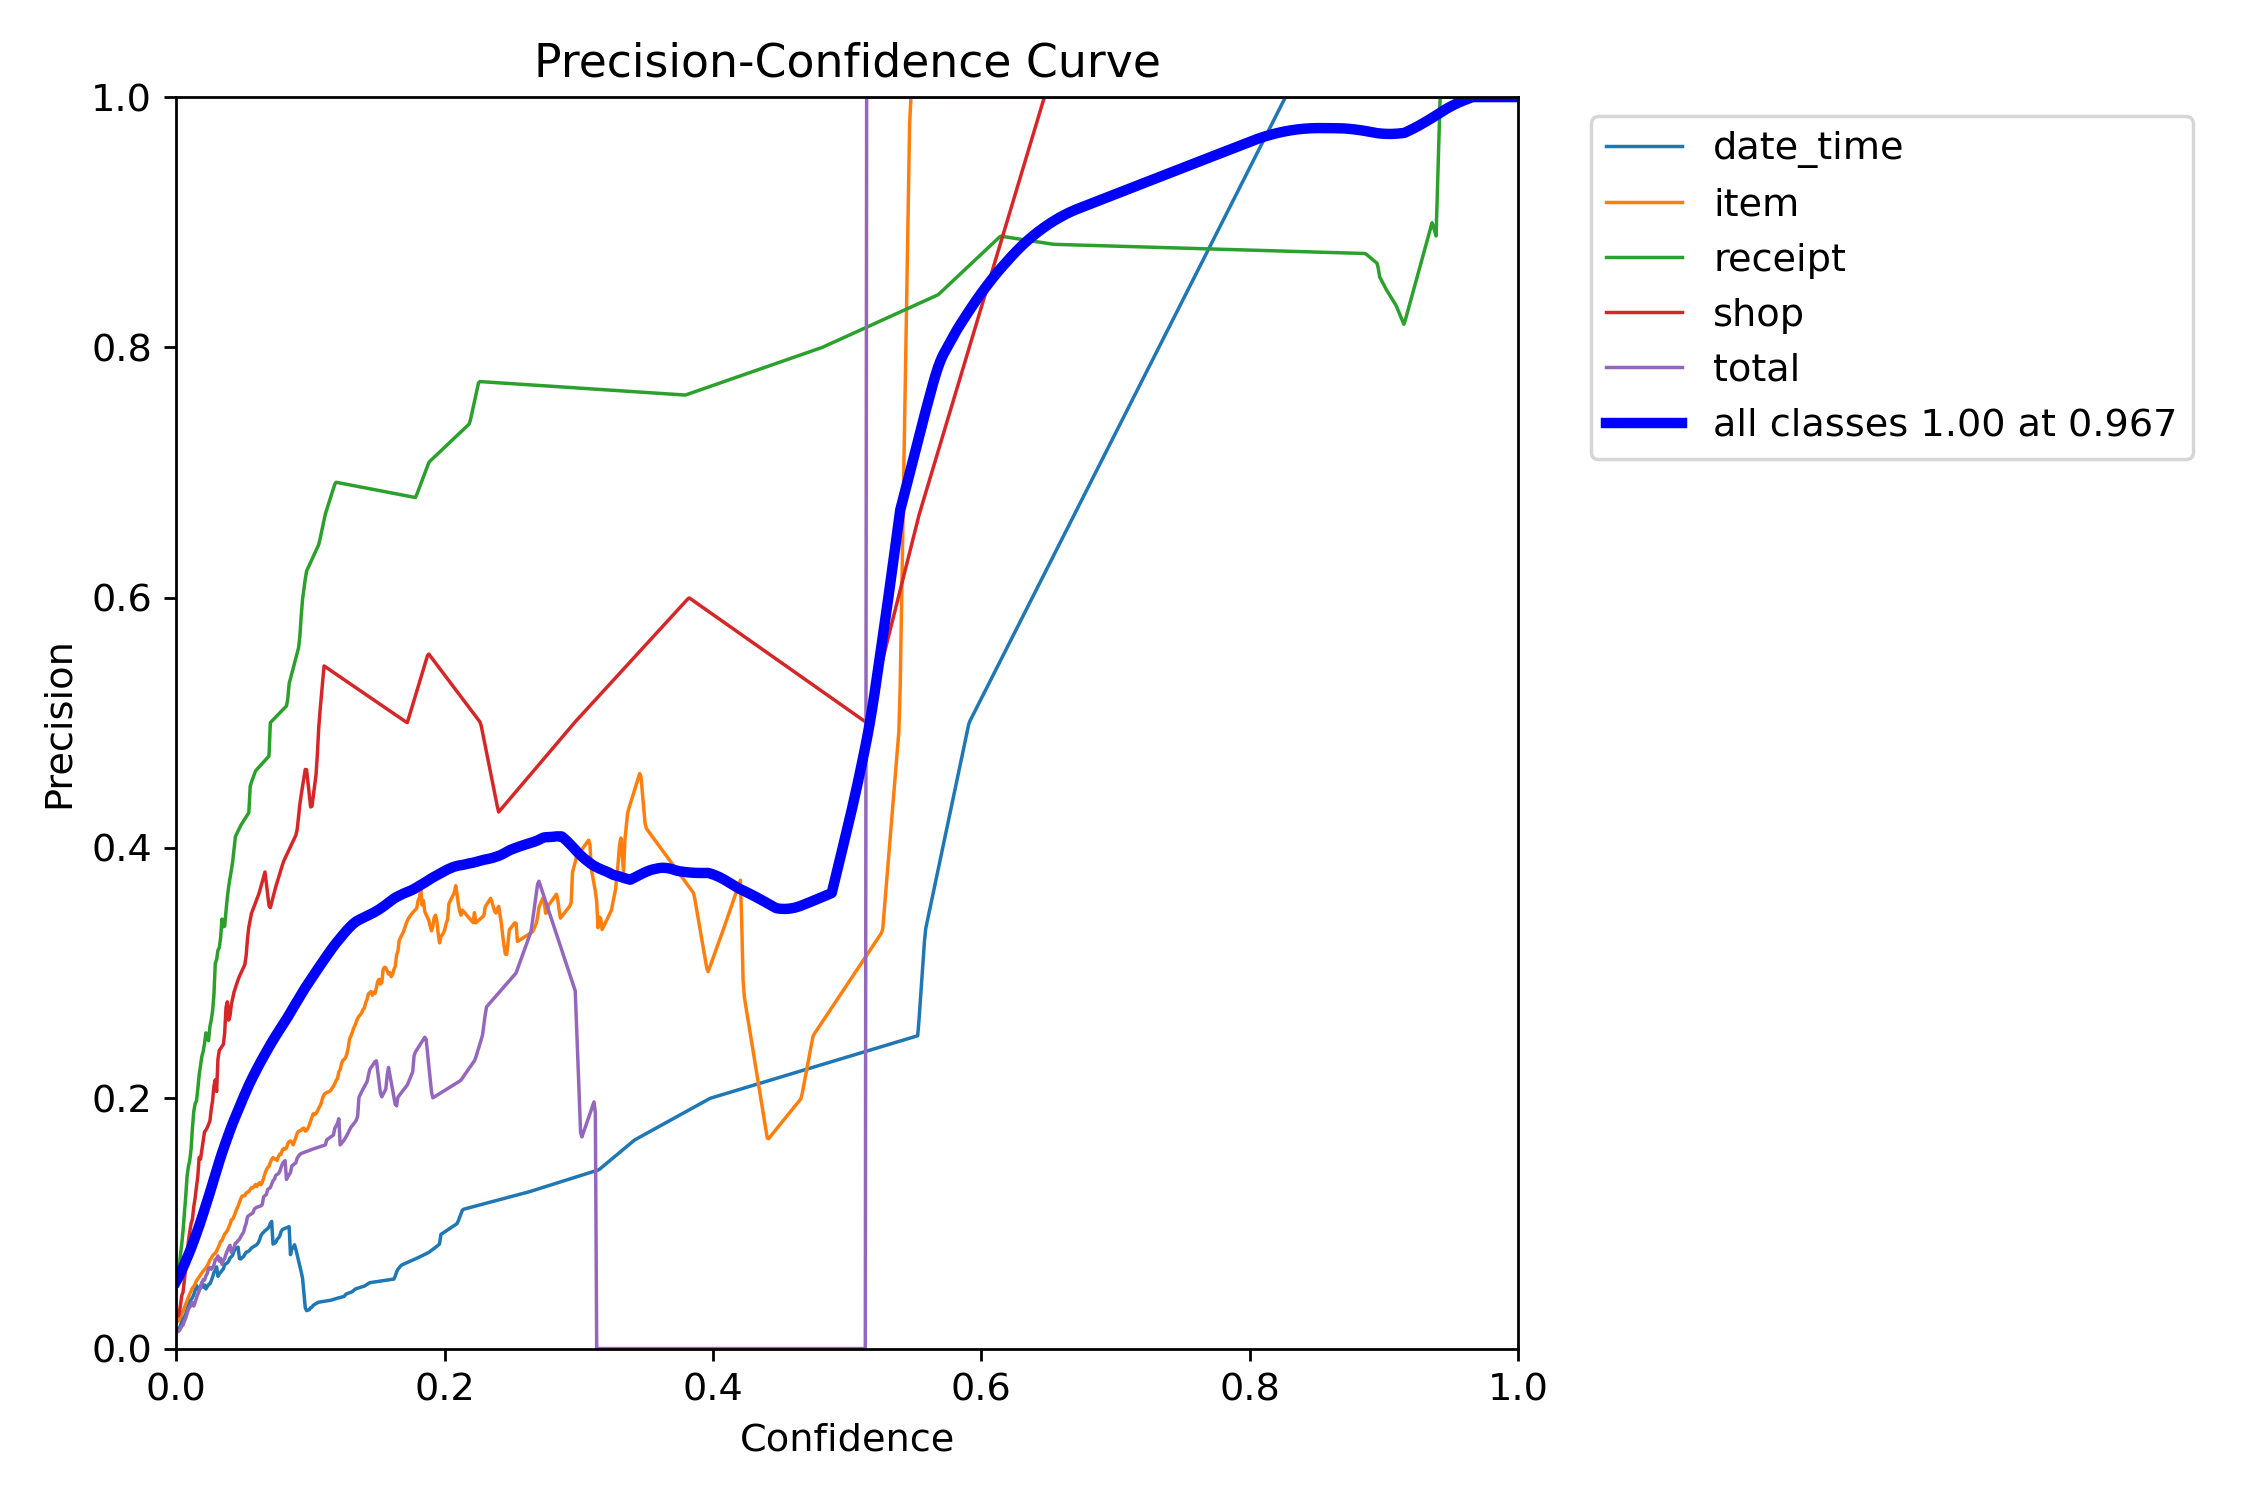 Precision-Confidence Curve
1.0
0.8
0.6
0.4
0.2
0.0
Precision
0.0 0.2 0.4 0.6 0.8 1.0
Confidence
date_time
item
receipt
shop
total
all classes 1.00 at 0.967